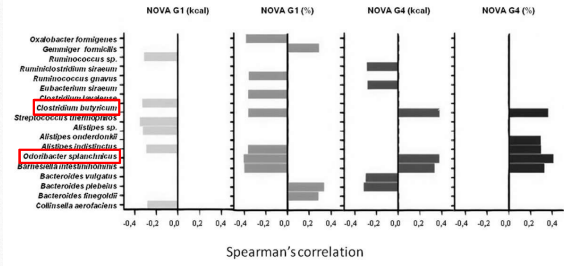 NOVA G1 (kcal) NOVA G1 (%) NOVA G4 (kcal) NOVA G4 (%)
Oxalobacter formigenes
Gemmiger formicilis
Ruminococcus sp.
Ruminiclostridium siraeum
Ruminococcus gnavus
Eubacterium siraeum
Clostridium
Clostridium butyricum
Streptococcus thermophilos
Alistipes sp.
Alistipes onderdonkii
Alistipes indistinctus
Odoribacter splanchnicus
Barnesiella intestinihominis
Bacteroides vulgatus
Bacteroides plebeius
Bacteroides finegoldii
Collinsella aerofaciens
-0,4 -0,2 0,0 0,2 0,4 -0,4 -0,2 0,0 0,2 0,4 -0,4 -0,2 0,0 0,2 0,4 -0,4 -0,2 0,0 0,2 0,4
Spearman's correlation